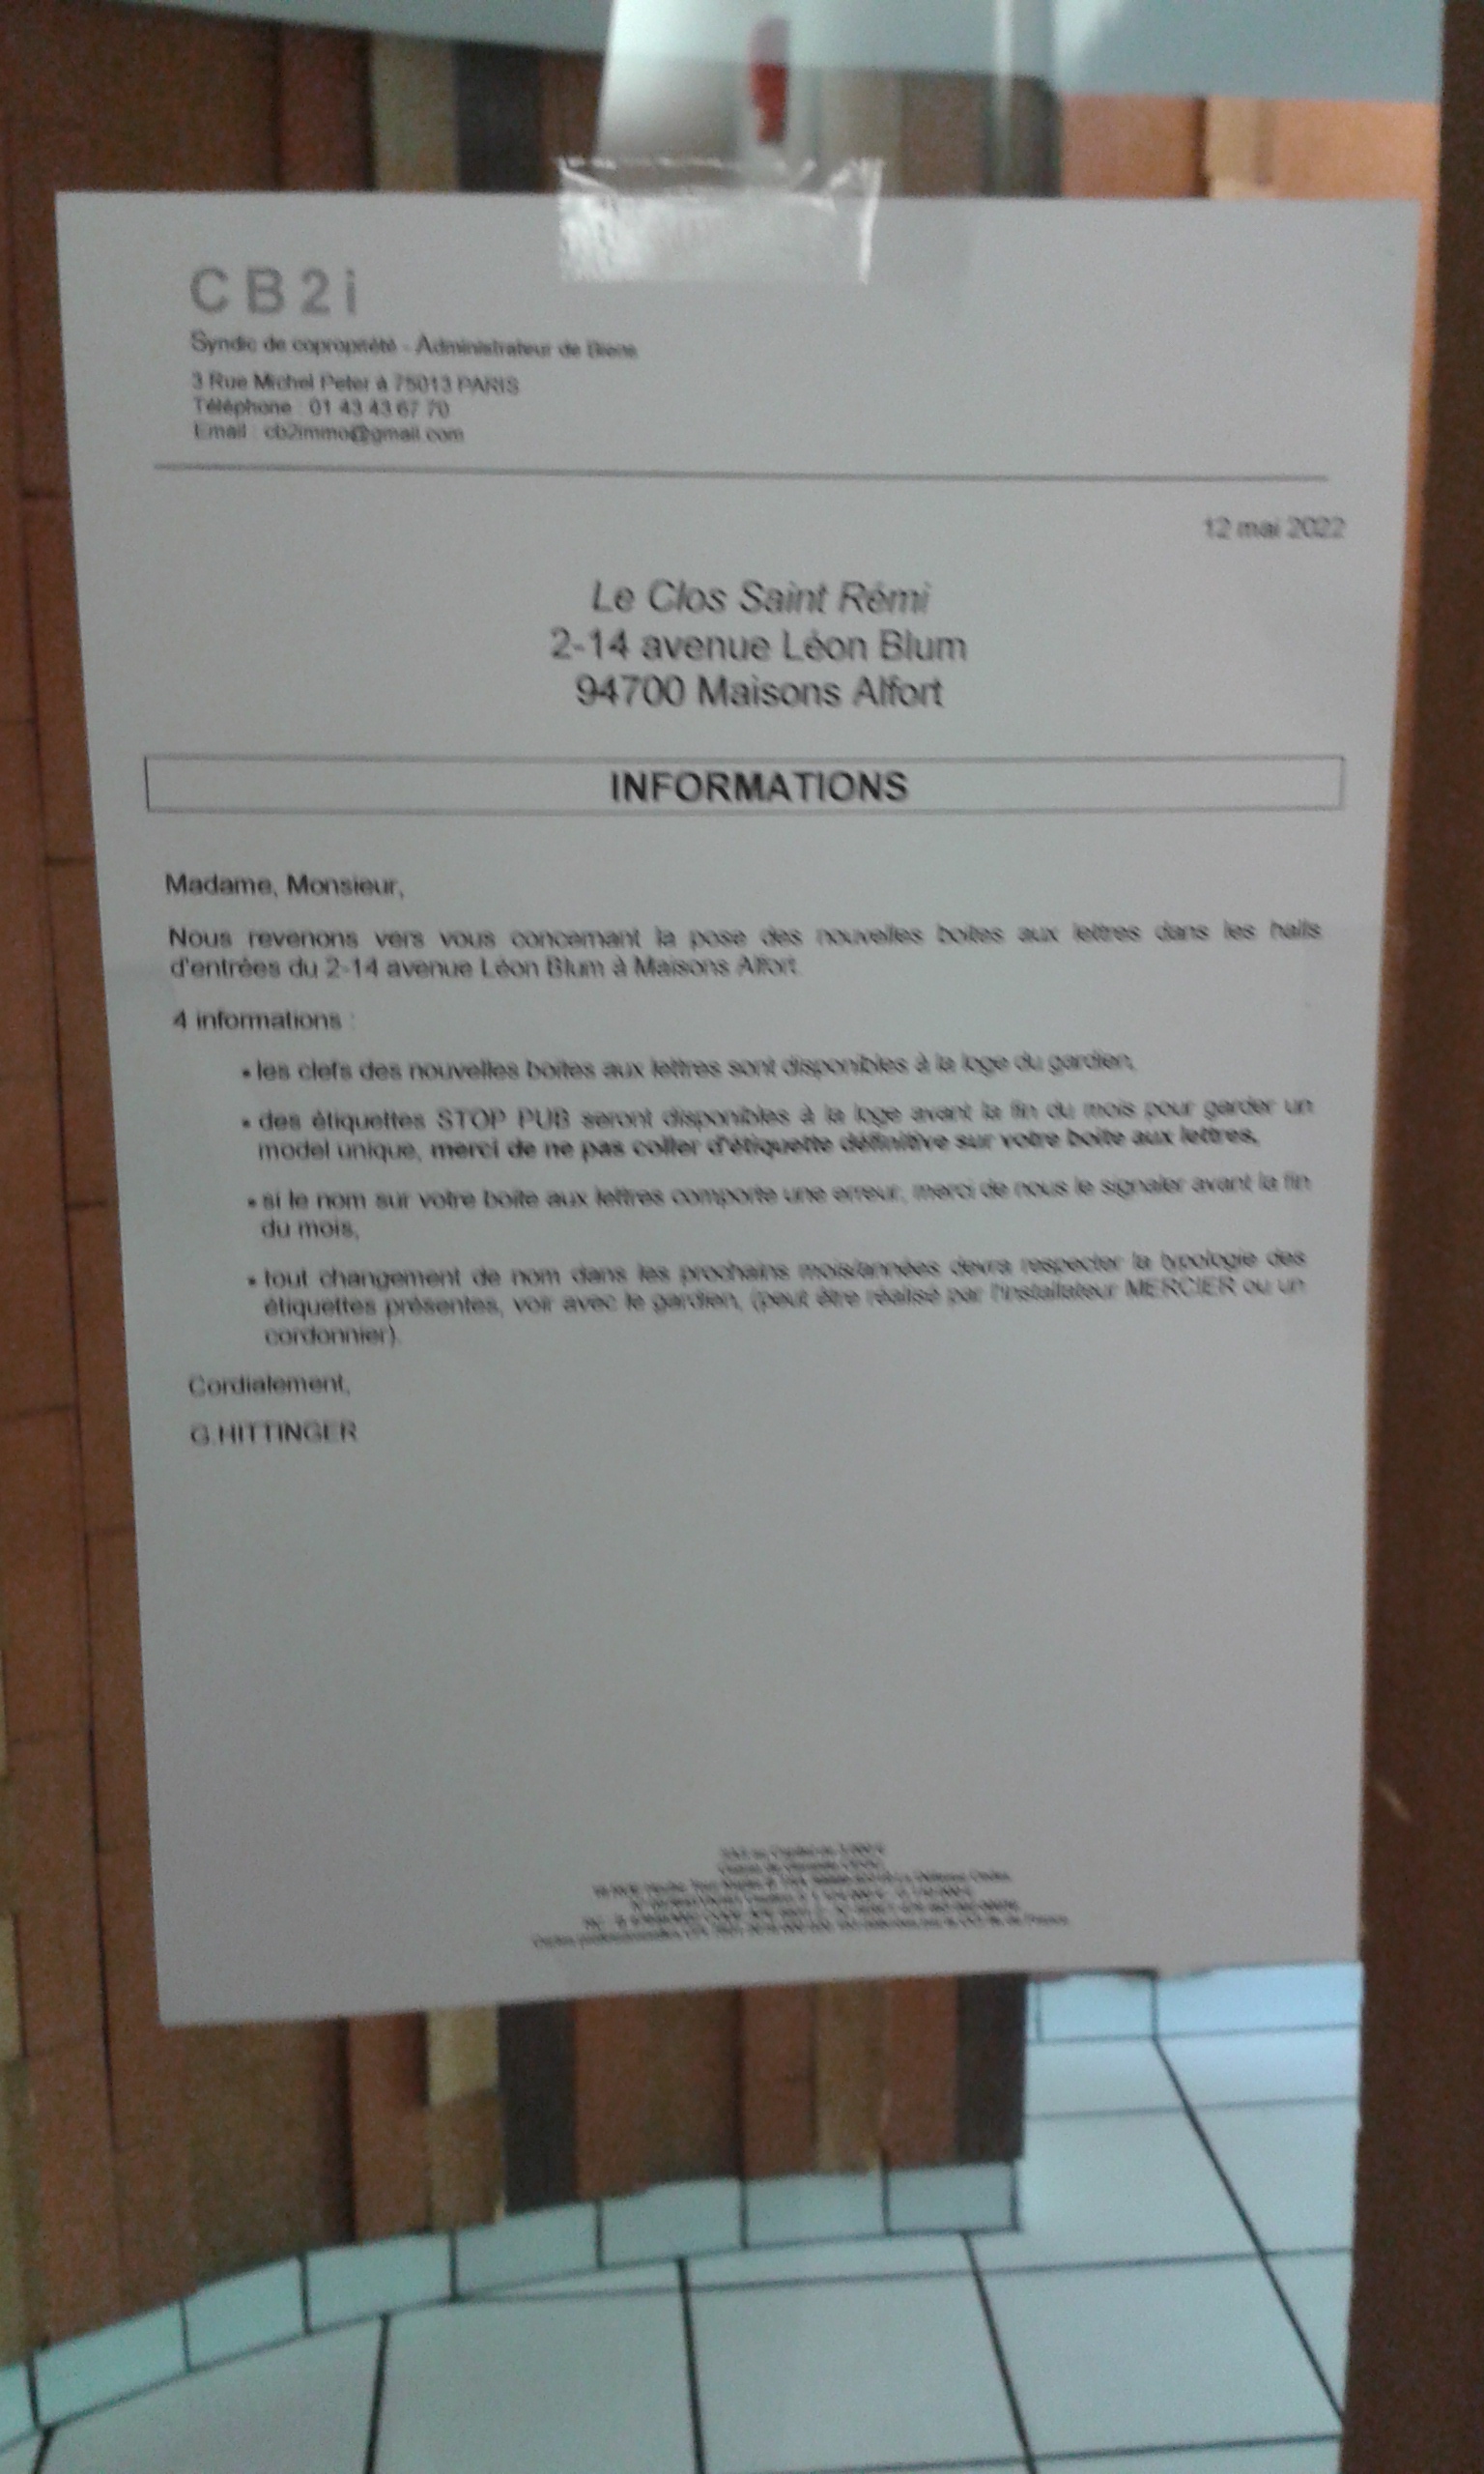 CB2i
Syndic de copropriété - Administrateur de Biens
3 Rue Michel Peter à 75013 PARIS
Téléphone : 01 43 43 67 70
Email : cb2immo@gmail.com
12 mai 2022
Le Clos Saint Rémi
2-14 avenue Léon Blum
94700 Maisons Alfort
INFORMATIONS
Madame, Monsieur,
Nous revenons vers vous concernant la pose des nouvelles boites aux lettres dans les halls
d'entrées du 2-14 avenue Léon Blum à Maisons Alfort.
4 informations :
• les clefs des nouvelles boites aux lettres sont disponibles à la loge du gardien,
• des étiquettes STOP PUB seront disponibles à la loge avant la fin du mois pour garder un
model unique, merci de ne pas coller d'étiquette définitive sur votre boite aux lettres,
• si le nom sur votre boite aux lettres comporte une erreur, merci de nous le signaler avant la fin
du mois,
• tout changement de nom dans les prochains mois/années devra respecter la typologie des
étiquettes présentes, voir avec le gardien, (peut être réalisé par l'installateur MERCIER ou un
cordonnier).
Cordialement,
G.HITTINGER